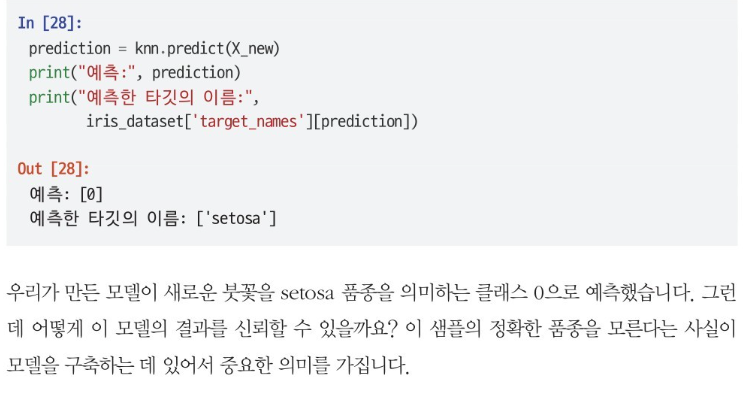 In [28]:
prediction = knn.predict(X_new)
print("예측:", prediction)
print("예측한 타깃의 이름:",
iris_dataset['target_names'][prediction])
Out [28]:
예측: [0]
예측한 타깃의 이름: ['setosa']
우리가 만든 모델이 새로운 붓꽃을 setosa 품종을 의미하는 클래스 0으로 예측했습니다. 그런
데 어떻게 이 모델의 결과를 신뢰할 수 있을까요? 이 샘플의 정확한 품종을 모른다는 사실이
모델을 구축하는 데 있어서 중요한 의미를 가집니다.